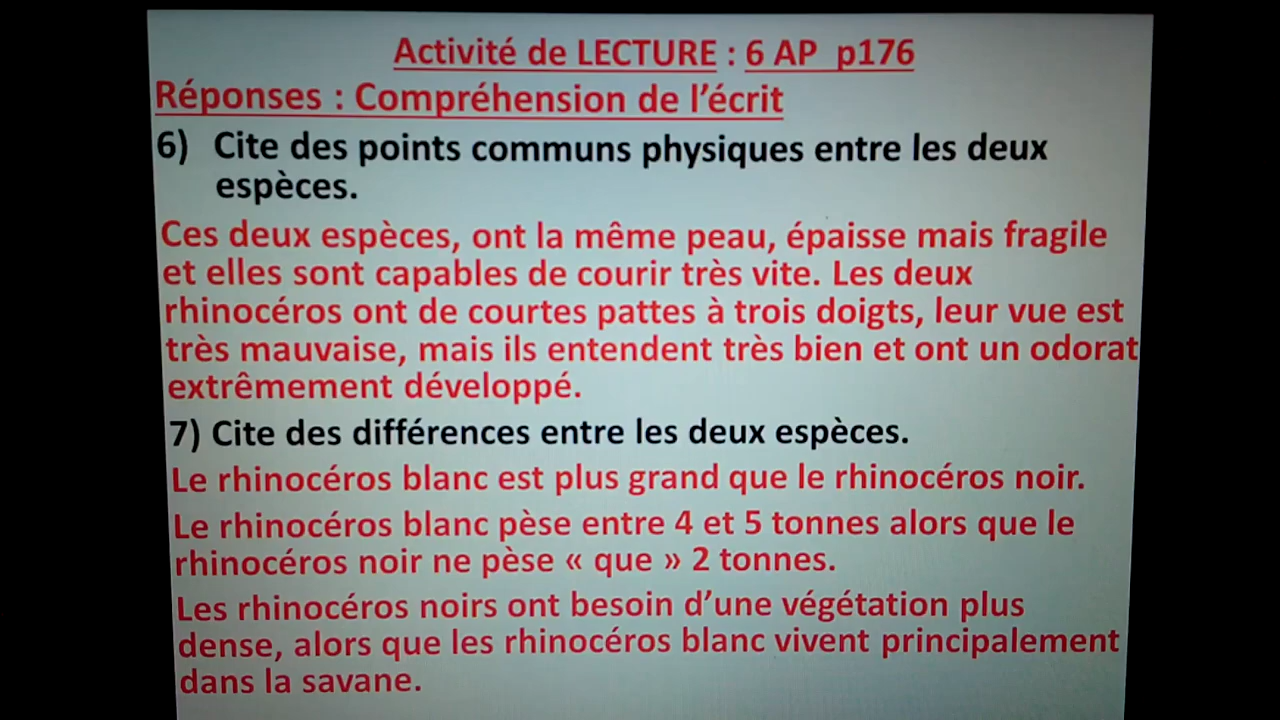 Activité de LECTURE : 6 AP p176
Réponses : Compréhension de l'écrit
6) Cite des points communs physiques entre les deux
espèces.
Ces deux espèces, ont la même peau, épaisse mais fragile
et elles sont capables de courir très vite. Les deux
rhinocéros ont de courtes pattes à trois doigts, leur vue est
très mauvaise, mais ils entendent très bien et ont un odorat
extrêmement développé.
7) Cite des différences entre les deux espèces.
Le rhinocéros blanc est plus grand que le rhinocéros noir.
Le rhinocéros blanc pèse entre 4 et 5 tonnes alors que le
rhinocéros noir ne pèse « que » 2 tonnes.
Les rhinocéros noirs ont besoin d'une végétation plus
dense, alors que les rhinocéros blanc vivent principalement
dans la savane.